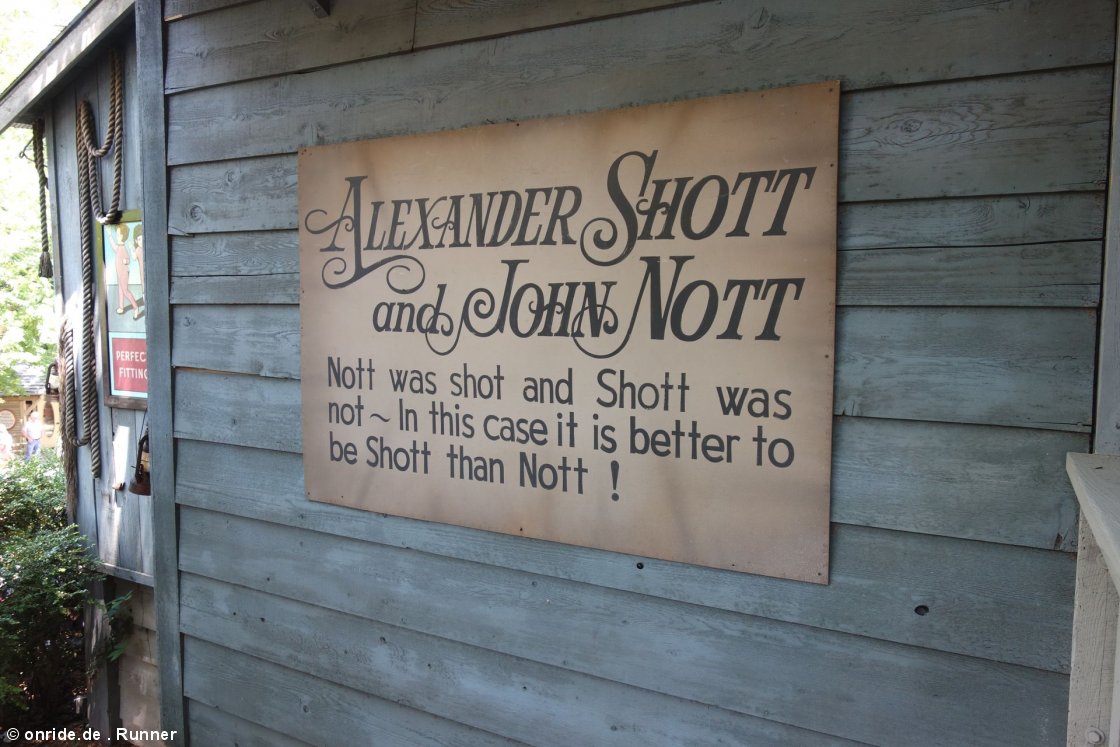 ALEXANDER SHOTT
and JOHN NOTT
Nott was shot and Shott was
not ~ In this case it is better to
be Shott than Nott !
FITTING
© onride.de . Runner